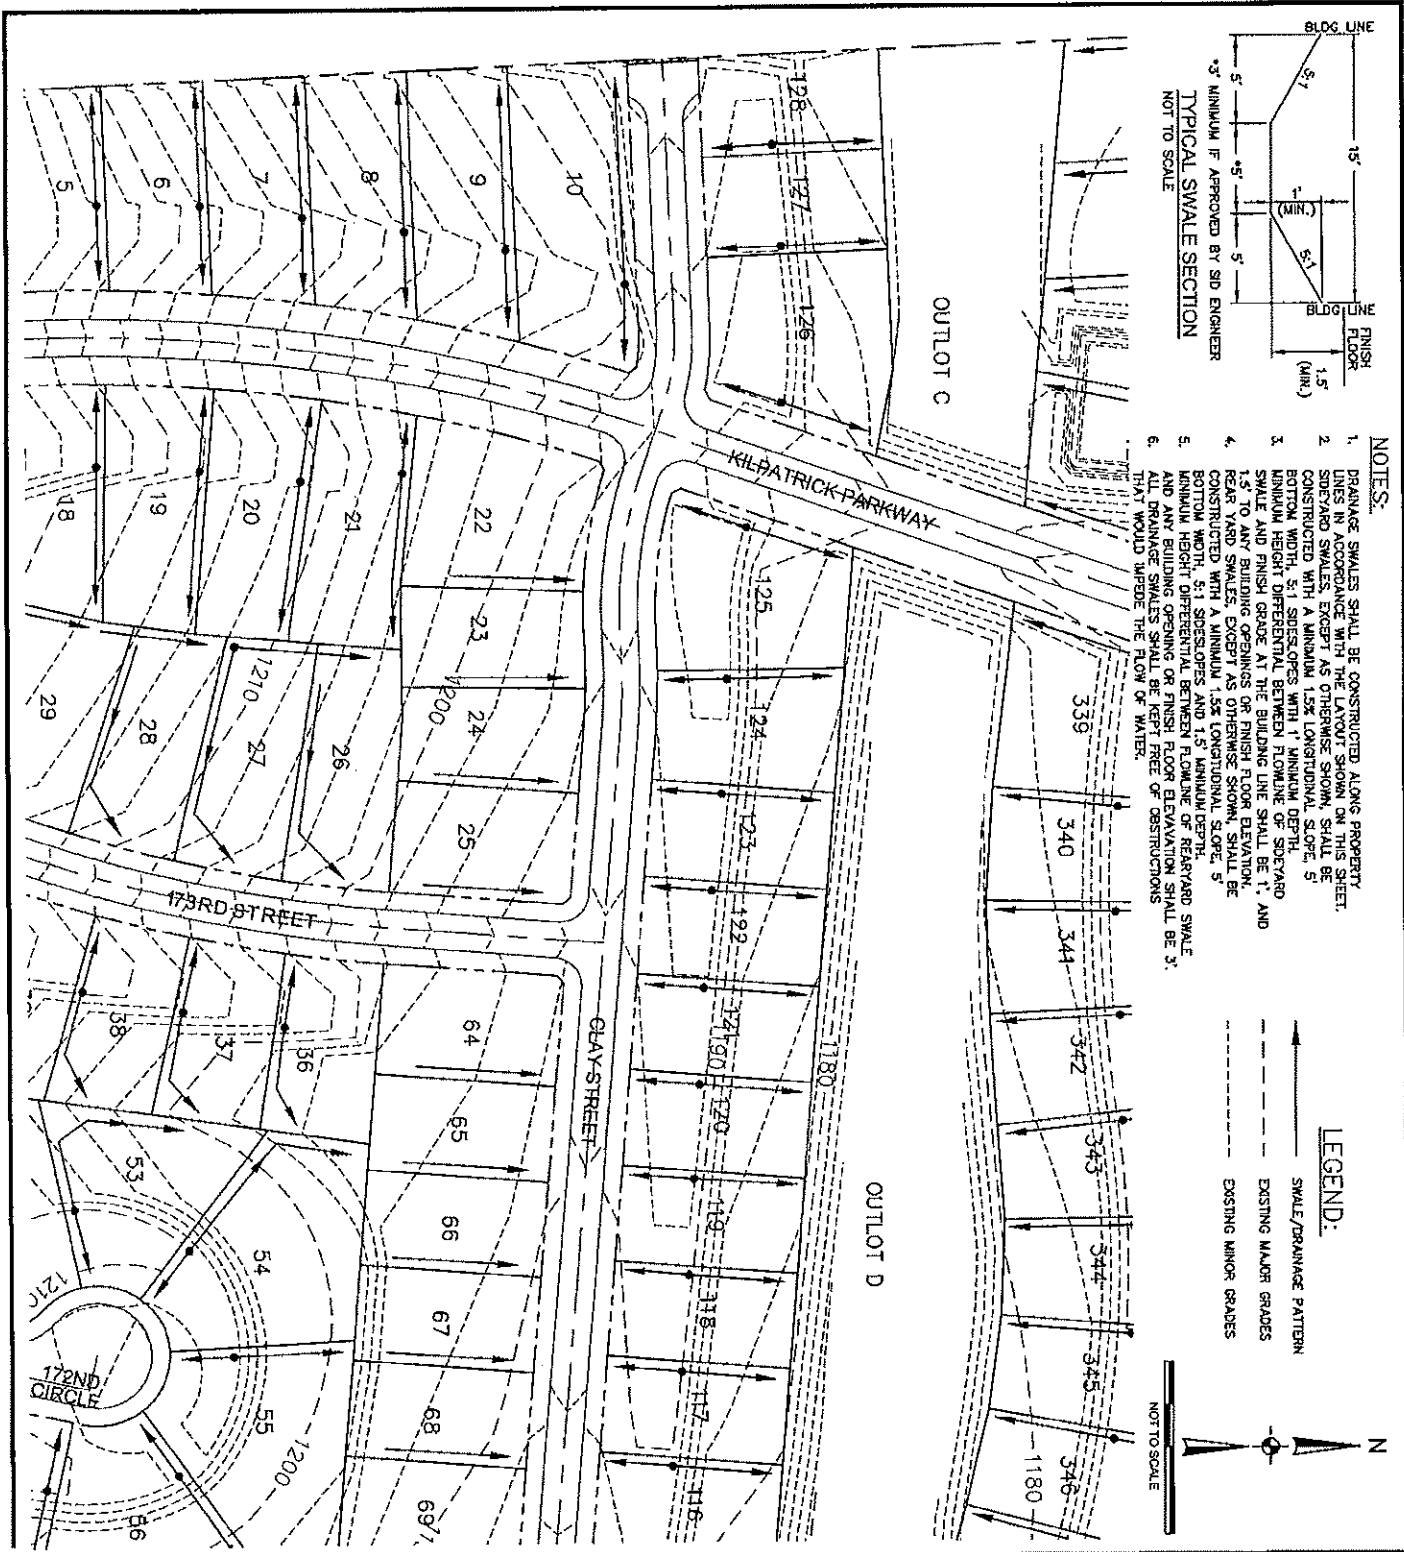 BLDG LINE
15'
BLDG LINE
FINISH
FLOOR
5:1
1'
(MIN.)
5:1
1.5'
(MIN.)
5'
*5'
5'
*3' MINIMUM IF APPROVED BY SID ENGINEER
TYPICAL SWALE SECTION
NOT TO SCALE
NOTES:
1. DRAINAGE SWALES SHALL BE CONSTRUCTED ALONG PROPERTY
LINES IN ACCORDANCE WITH THE LAYOUT SHOWN ON THIS SHEET.
2 SIDEYARD SWALES, EXCEPT AS OTHERWISE SHOWN, SHALL BE
CONSTRUCTED WITH A MINIMUM 1.5% LONGITUDINAL SLOPE, 5'
BOTTOM WIDTH, 5:1 SIDESLOPES WITH 1' MINIMUM DEPTH.
3. MINIMUM HEIGHT DIFFERENTIAL BETWEEN FLOWLINE OF SIDEYARD
SWALE AND FINISH GRADE AT THE BUILDING LINE SHALL BE 1', AND
1.5' TO ANY BUILDING OPENINGS OR FINISH FLOOR ELEVATION.
4. REAR YARD SWALES, EXCEPT AS OTHERWISE SHOWN, SHALL BE
CONSTRUCTED WITH A MINIMUM 1.5% LONGITUDINAL SLOPE, 5'
BOTTOM WIDTH, 5:1 SIDESLOPES AND 1.5' MINIMUM DEPTH.
5. MINIMUM HEIGHT DIFFERENTIAL BETWEEN FLOWLINE OF REARYARD SWALE
AND ANY BUILDING OPENING OR FINISH FLOOR ELEVAVATION SHALL BE 3'.
6. ALL DRAINAGE SWALES SHALL BE KEPT FREE OF OBSTRUCTIONS
THAT WOULD IMPEDE THE FLOW OF WATER.
LEGEND:
SWALE/DRAINAGE PATTERN
EXISTING MAJOR GRADES
EXISTING MINOR GRADES
N
NOT TO SCALE
OUTLOT C
KILPATRICK PARKWAY
OUTLOT D
339
340
341
342
343
344
345
346
1180
128
127
126
125
124
123
122
121
190
120
119
118
117
116
1180
CLAY STREET
10
9
8
7
6
5
22
21
20
19
18
23
24
25
1200
26
27
28
29
1210
173RD STREET
64
65
66
67
68
69
36
37
38
53
54
55
56
1200
172ND
CIRCLE